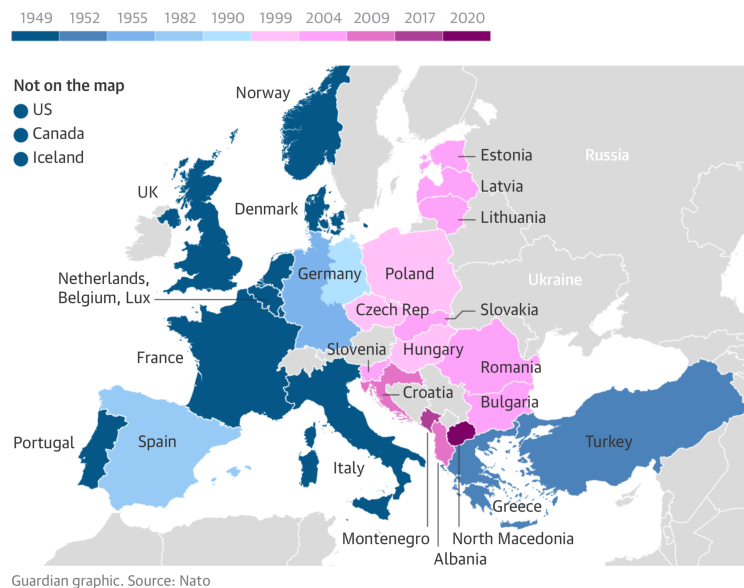 1949 1952 1955 1982 1990 1999 2004 2009 2017 2020
Not on the map
US
Canada
Iceland
Norway
Estonia
Russia
Latvia
UK
Denmark
Lithuania
Netherlands,
Belgium, Lux
Germany
Poland
Ukraine
Czech Rep
Slovakia
France
Slovenia
Hungary
Romania
Croatia
Bulgaria
Portugal
Spain
Italy
Turkey
Greece
Montenegro
North Macedonia
Albania
Guardian graphic. Source: Nato